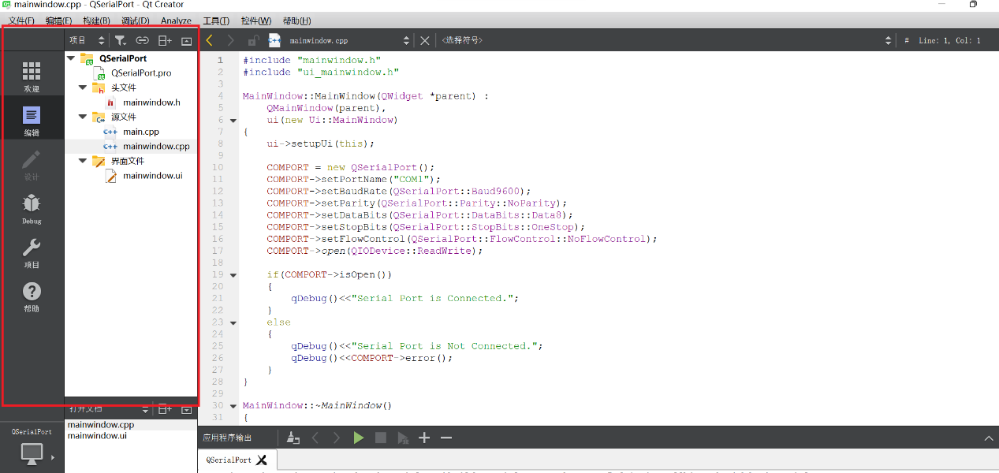 mainwindow.cpp - QSerialPort - Qt Creator
文件(F) 编辑(E) 构建(B) 调试(D) Analyze 工具(T) 控件(W) 帮助(H)
项目
mainwindow.cpp
<选择符号>
# Line: 1, Col: 1
欢迎
编辑
设计
Debug
项目
帮助
QSerialPort
QSerialPort.pro
头文件
mainwindow.h
源文件
main.cpp
mainwindow.cpp
界面文件
mainwindow.ui
1 #include "mainwindow.h"
2 #include "ui_mainwindow.h"
3
4 MainWindow::MainWindow(QWidget *parent) :
5 QMainWindow(parent),
6 ui(new Ui::MainWindow)
7 {
8 ui->setupUi(this);
9
10 COMPORT = new QSerialPort();
11 COMPORT->setPortName("COM1");
12 COMPORT->setBaudRate(QSerialPort::Baud9600);
13 COMPORT->setParity(QSerialPort::Parity::NoParity);
14 COMPORT->setDataBits(QSerialPort::DataBits::Data8);
15 COMPORT->setStopBits(QSerialPort::StopBits::OneStop);
16 COMPORT->setFlowControl(QSerialPort::FlowControl::NoFlowControl);
17 COMPORT->open(QIODevice::ReadWrite);
18
19 if(COMPORT->isOpen())
20 {
21 qDebug()<<"Serial Port is Connected.";
22 }
23 else
24 {
25 qDebug()<<"Serial Port is Not Connected.";
26 qDebug()<<COMPORT->error();
27 }
28 }
29
30 MainWindow::~MainWindow()
31 {
打开文档
mainwindow.cpp
mainwindow.ui
QSerialPort
应用程序输出
QSerialPort